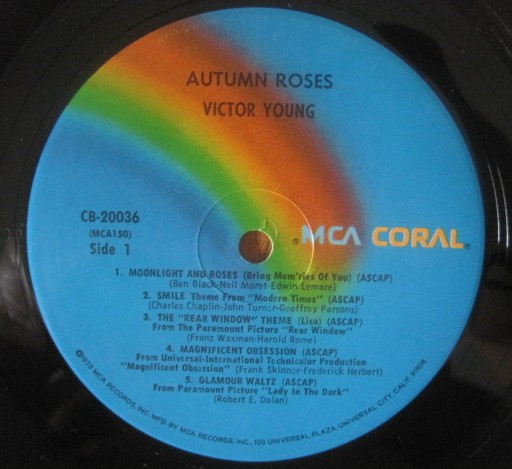 AUTUMN ROSES
VICTOR YOUNG
CB-20036
(MCA150)
Side 1
MCA CORAL
1. MOONLIGHT AND ROSES (Bring Mem'ries Of You) (ASCAP)
(Ben Black-Neil Moret-Edwin Lemare)
2. SMILE Theme From "Modern Times" (ASCAP)
(Charles Chaplin-John Turner-Geoffrey Parsons)
3. THE "REAR WINDOW" THEME (Lisa) (ASCAP)
From The Paramount Picture "Rear Window"
(Franz Waxman-Harold Rome)
4. MAGNIFICENT OBSESSION (ASCAP)
From Universal-International Technicolor Production
"Magnificent Obsession" (Frank Skinner-Frederick Herbert)
5. GLAMOUR WALTZ (ASCAP)
From Paramount Picture "Lady In The Dark"
(Robert E. Dolan)
©1973 MCA RECORDS, INC. MFD. BY MCA RECORDS, INC., 100 UNIVERSAL PLAZA, UNIVERSAL CITY, CALIF. 91608